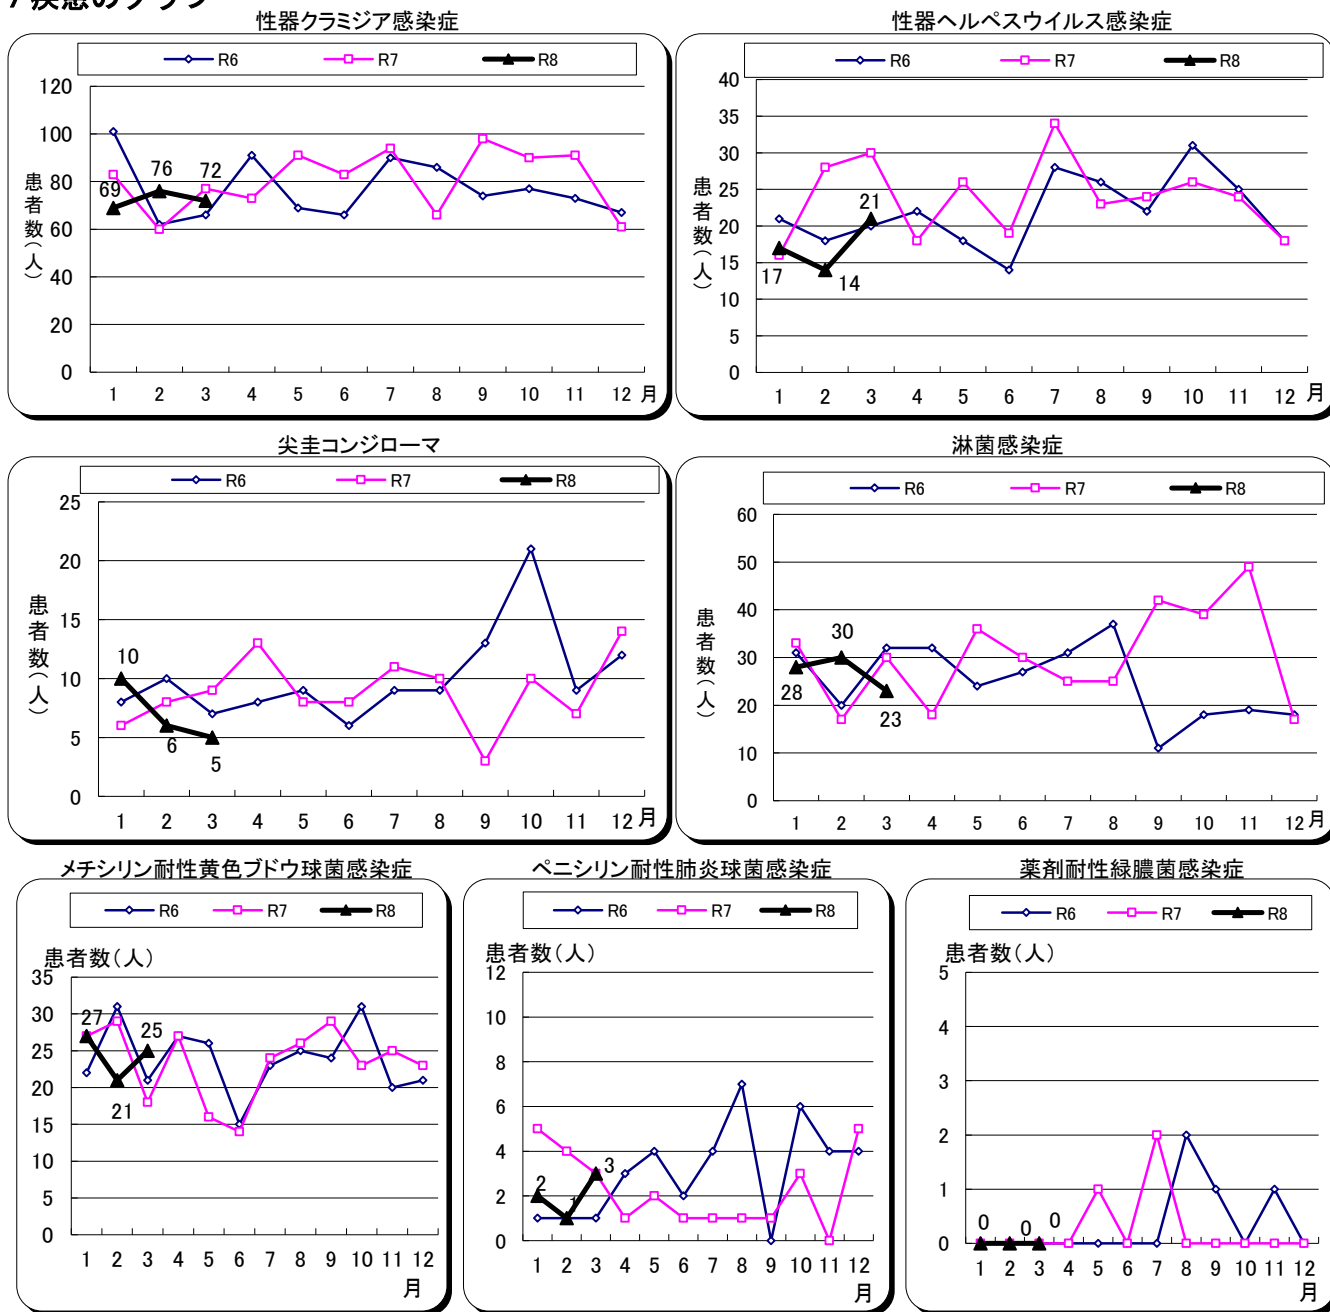 7疾患のグラフ
性器クラミジア感染症
R6 R7 R8
患者数(人)
120
100
80
60
40
20
0
69 76 72
1 2 3 4 5 6 7 8 9 10 11 12 月
性器ヘルペスウイルス感染症
R6 R7 R8
患者数(人)
40
35
30
25
20
15
10
5
0
17 14 21
1 2 3 4 5 6 7 8 9 10 11 12 月
尖圭コンジローマ
R6 R7 R8
患者数(人)
25
20
15
10
5
0
10 6 5
1 2 3 4 5 6 7 8 9 10 11 12 月
淋菌感染症
R6 R7 R8
患者数(人)
60
50
40
30
20
10
0
28 30 23
1 2 3 4 5 6 7 8 9 10 11 12 月
メチシリン耐性黄色ブドウ球菌感染症
R6 R7 R8
患者数(人)
35
30
25
20
15
10
5
0
27 21 25
1 2 3 4 5 6 7 8 9 10 11 12
月
ペニシリン耐性肺炎球菌感染症
R6 R7 R8
患者数(人)
12
10
8
6
4
2
0
2 1 3
1 2 3 4 5 6 7 8 9 10 11 12
月
薬剤耐性緑膿菌感染症
R6 R7 R8
患者数(人)
5
4
3
2
1
0
0 0 0
1 2 3 4 5 6 7 8 9 10 11 12
月